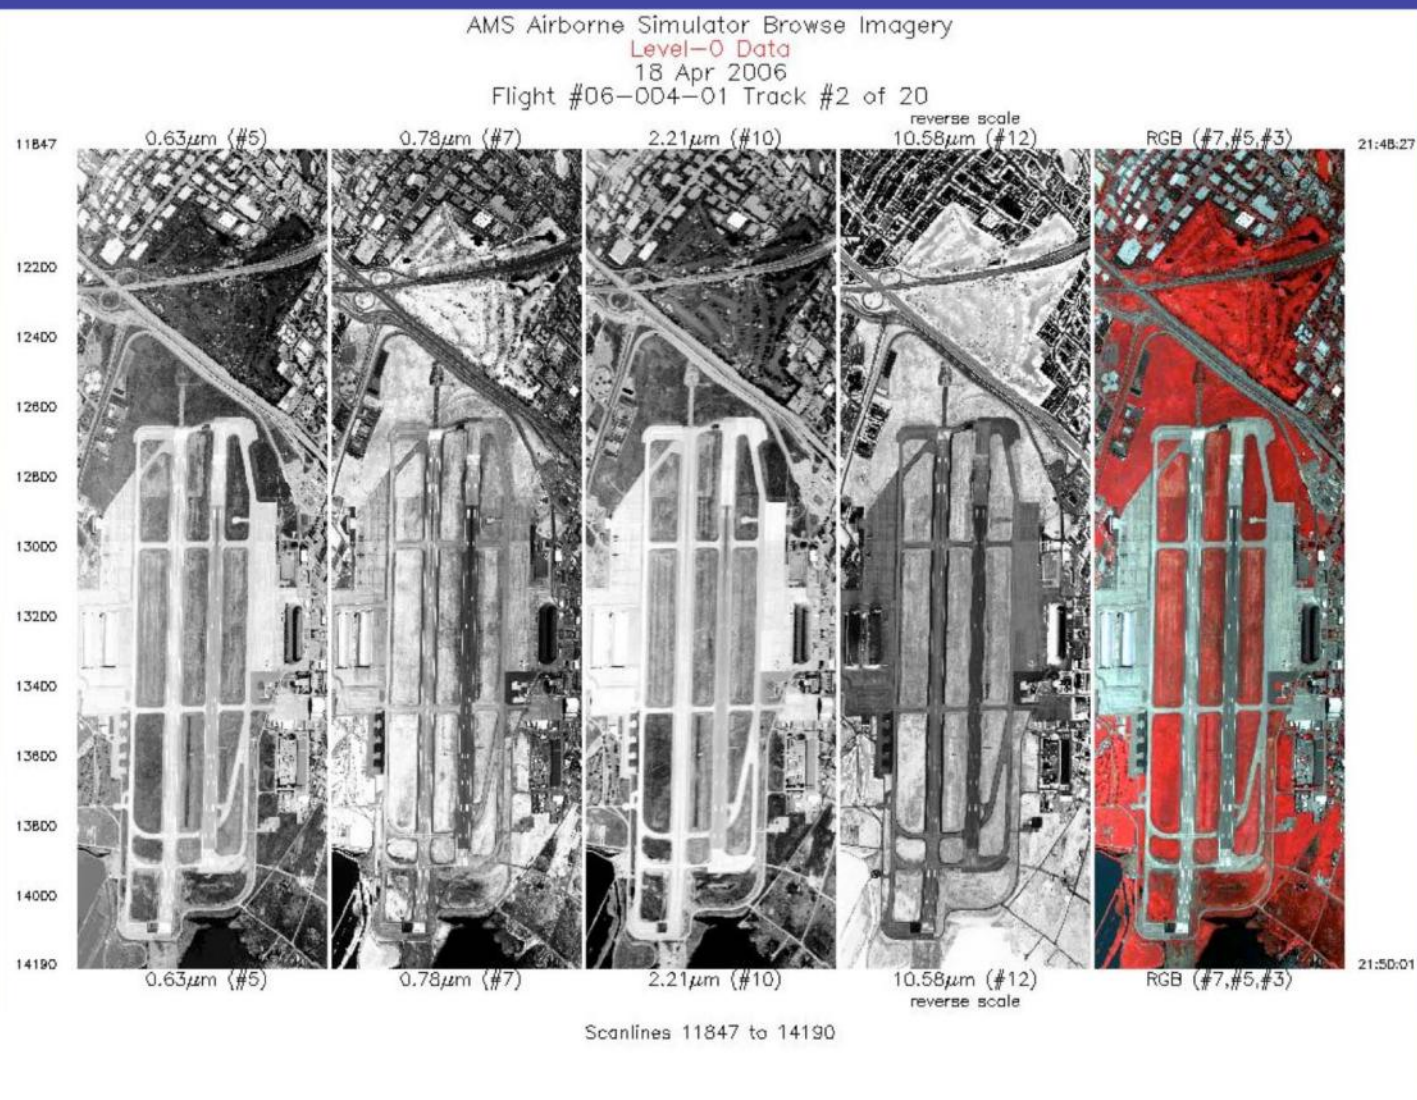 AMS Airborne Simulator Browse Imagery
Level-0 Data
18 Apr 2006
Flight #06-004-01 Track #2 of 20
reverse scale
0.63μm (#5) 0.78μm (#7) 2.21μm (#10) 10.58μm (#12) RGB (#7,#5,#3)
11847 21:48:27
12200
12400
12600
12800
13000
13200
13400
13600
13800
14000
14190 21:50:01
0.63μm (#5) 0.78μm (#7) 2.21μm (#10) 10.58μm (#12) RGB (#7,#5,#3)
reverse scale
Scanlines 11847 to 14190